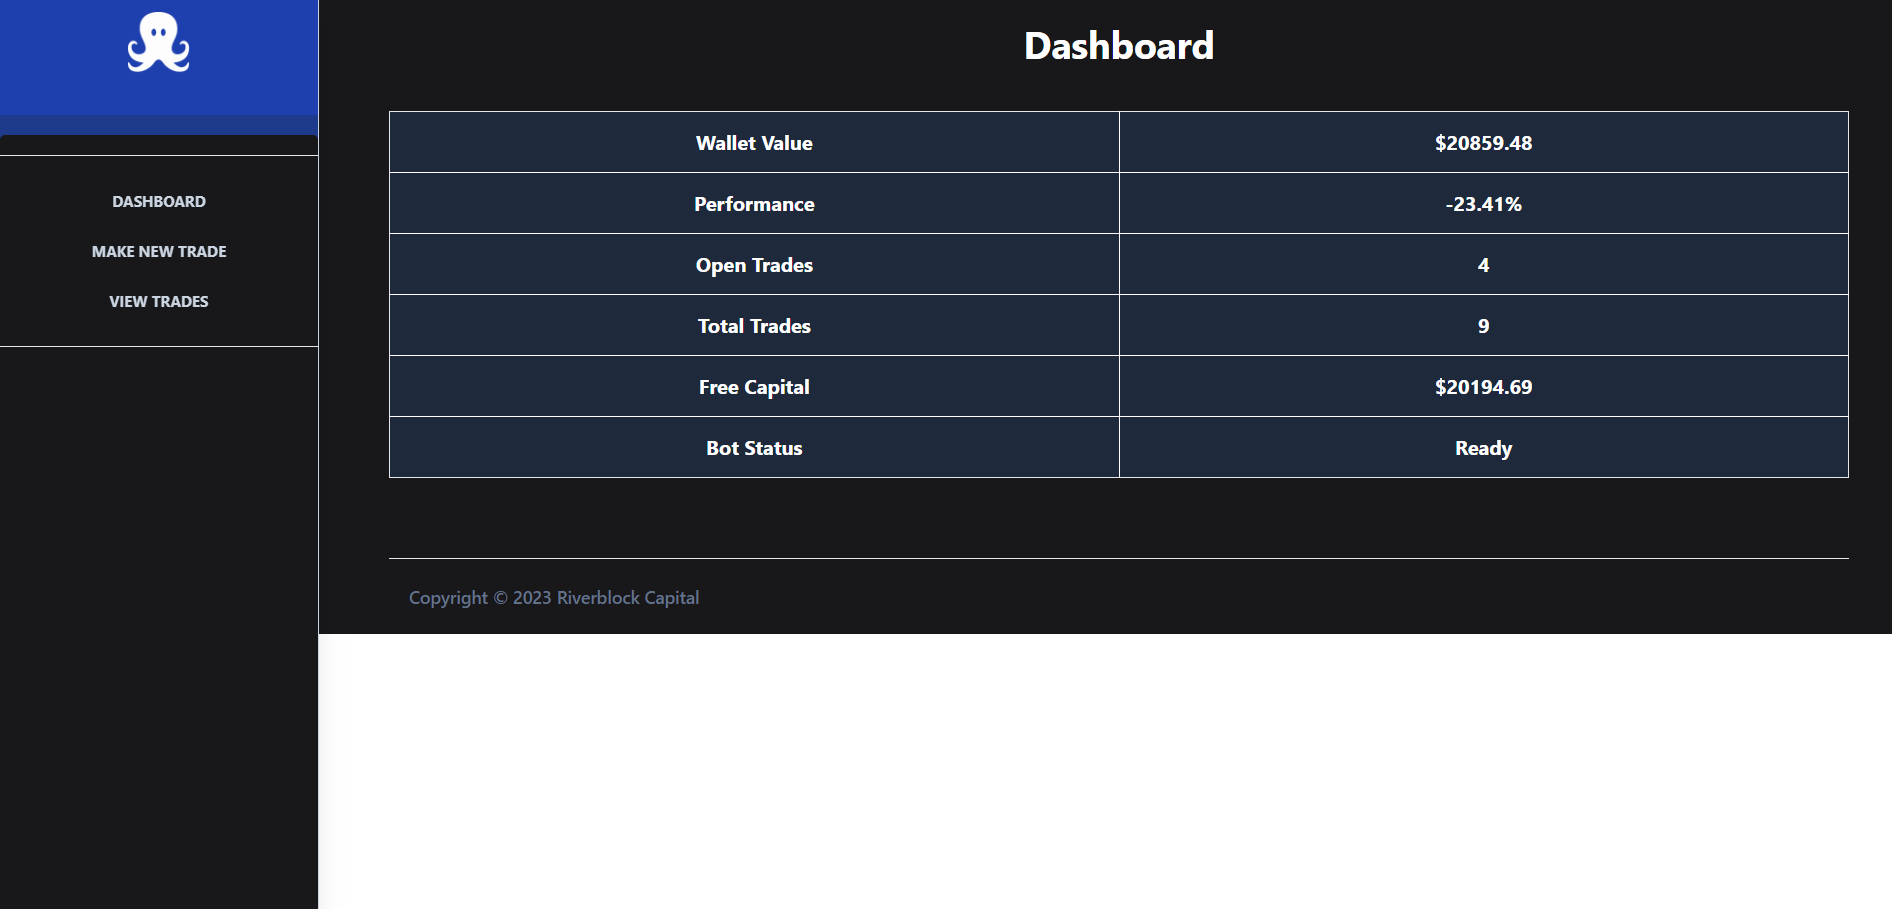 DASHBOARD
MAKE NEW TRADE
VIEW TRADES
Dashboard
Wallet Value $20859.48
Performance -23.41%
Open Trades 4
Total Trades 9
Free Capital $20194.69
Bot Status Ready
Copyright © 2023 Riverblock Capital